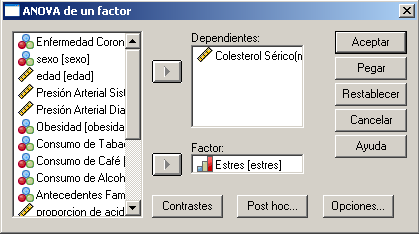 ANOVA de un factor
Enfermedad Coron
sexo [sexo]
edad [edad]
Presión Arterial Sist
Presión Arterial Dia
Obesidad [obesida
Consumo de Taba
Consumo de Café [
Consumo de Alcoh
Antecedentes Fam
proporcion de acid
Dependientes:
Colesterol Sérico(n
Factor:
Estres [estres]
Aceptar
Pegar
Restablecer
Cancelar
Ayuda
Contrastes
Post hoc...
Opciones...